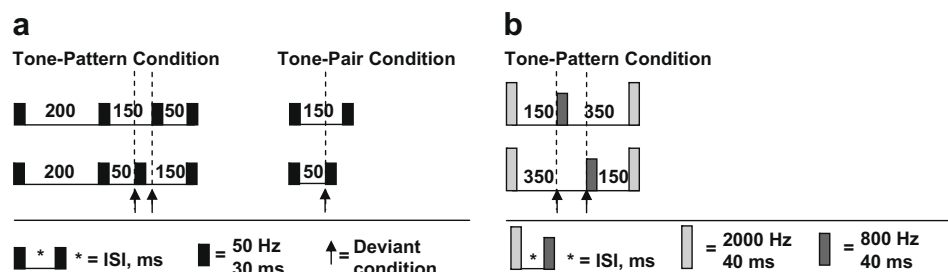 a
Tone-Pattern Condition
Tone-Pair Condition
200 150 50
150
200 50 150
50
* * = ISI, ms
= 50 Hz
30 ms
= Deviant
condition
b
Tone-Pattern Condition
150 350
350 150
* * = ISI, ms
= 2000 Hz
40 ms
= 800 Hz
40 ms